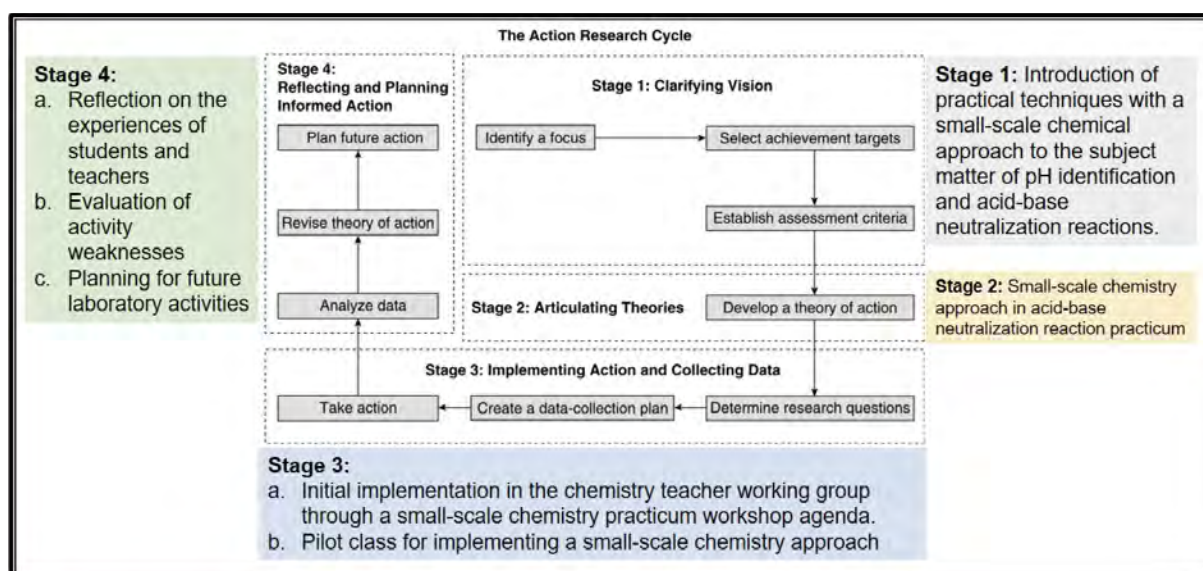 The Action Research Cycle
Stage 4:
a. Reflection on the
experiences of
students and
teachers
b. Evaluation of
activity
weaknesses
c. Planning for future
laboratory activities
Stage 4:
Reflecting and Planning
Informed Action
Plan future action
Revise theory of action
Analyze data
Stage 1: Clarifying Vision
Identify a focus
Select achievement targets
Establish assessment criteria
Stage 1: Introduction of
practical techniques with a
small-scale chemical
approach to the subject
matter of pH identification
and acid-base
neutralization reactions.
Stage 2: Articulating Theories
Develop a theory of action
Stage 2: Small-scale chemistry
approach in acid-base
neutralization reaction practicum
Stage 3: Implementing Action and Collecting Data
Take action
Create a data-collection plan
Determine research questions
Stage 3:
a. Initial implementation in the chemistry teacher working group
through a small-scale chemistry practicum workshop agenda.
b. Pilot class for implementing a small-scale chemistry approach